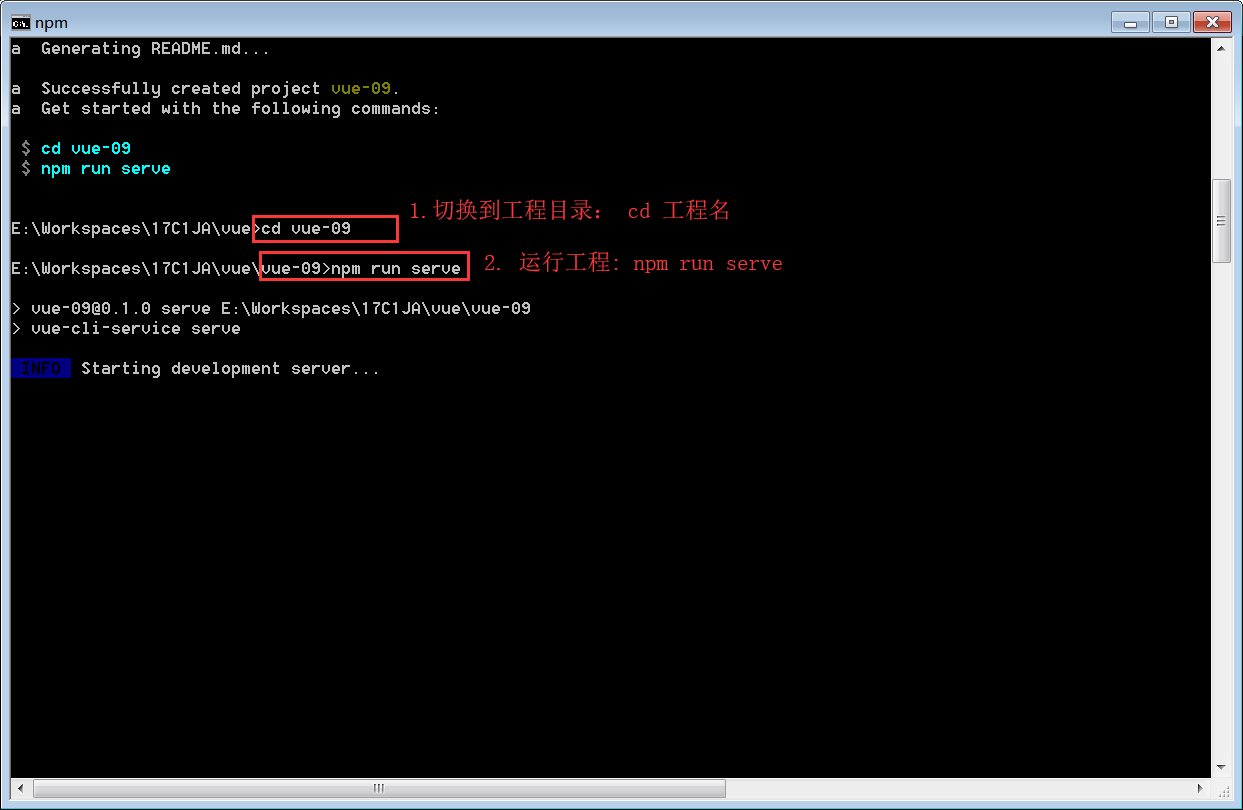 npm
a  Generating README.md...
a  Successfully created project vue-09.
a  Get started with the following commands:
$ cd vue-09
$ npm run serve
1.切换到工程目录： cd 工程名
E:\Workspaces\17C1JA\vue>cd vue-09
2. 运行工程: npm run serve
E:\Workspaces\17C1JA\vue\vue-09>npm run serve
> vue-09@0.1.0 serve E:\Workspaces\17C1JA\vue\vue-09
> vue-cli-service serve
INFO  Starting development server...